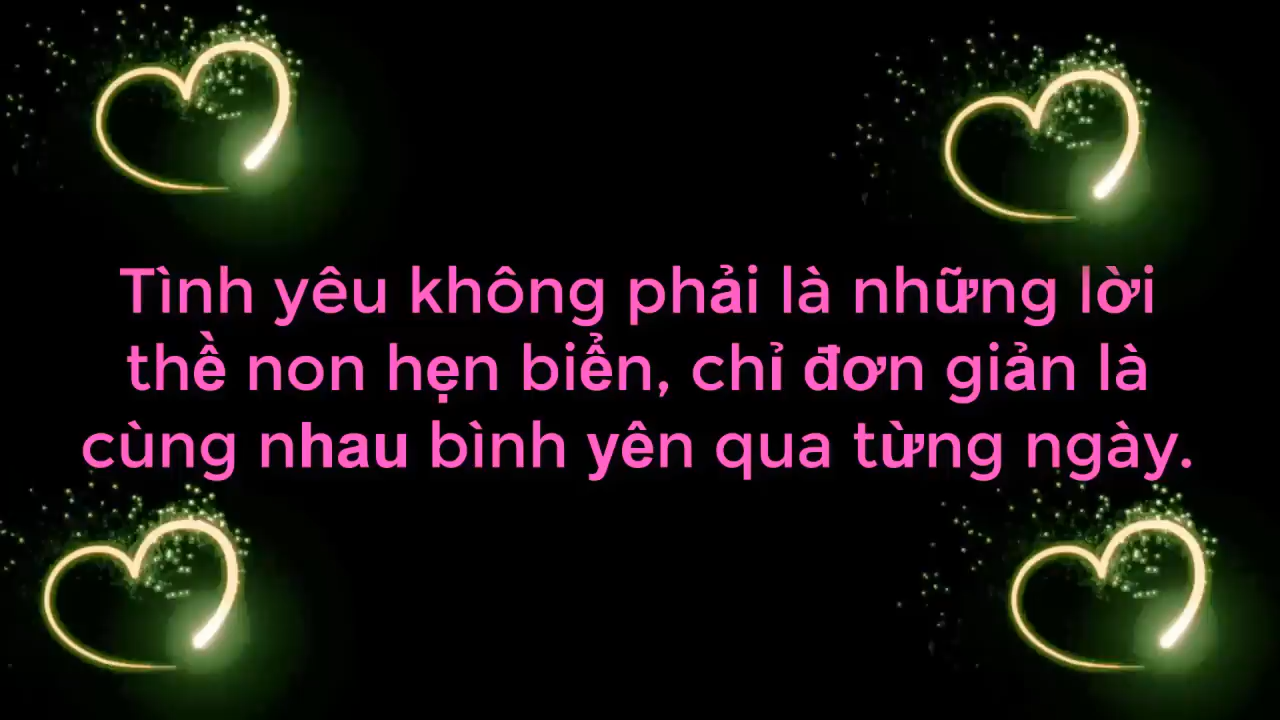 Tình yêu không phải là những lời
thề non hẹn biển, chỉ đơn giản là
cùng nhau bình yên qua từng ngày.